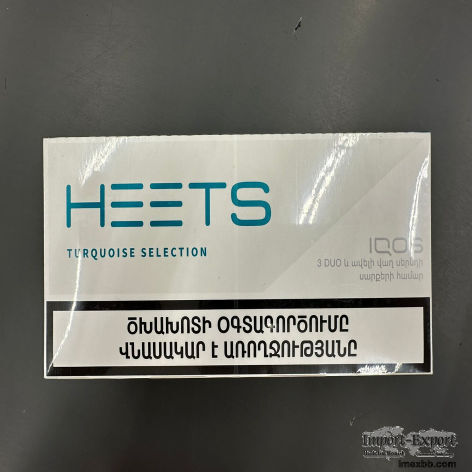 HEETS
TURQUOISE SELECTION
IQOS
3 DUO և ավելի վաղ սերնդի
սարքերի համար
ԾԽԱԽՈՏԻ ՕԳՏԱԳՈՐԾՈՒՄԸ
ՎՆԱՍԱԿԱՐ Է ԱՌՈՂՋՈՒԹՅԱՆԸ
Import-Export
imexbb.com